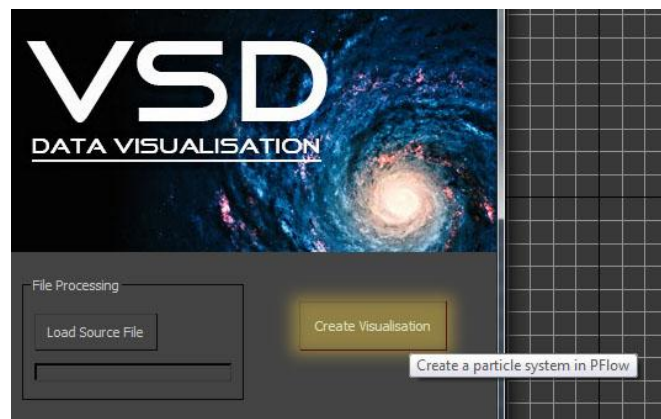 VSD
DATA VISUALISATION
File Processing
Load Source File
Create Visualisation
Create a particle system in PFlow